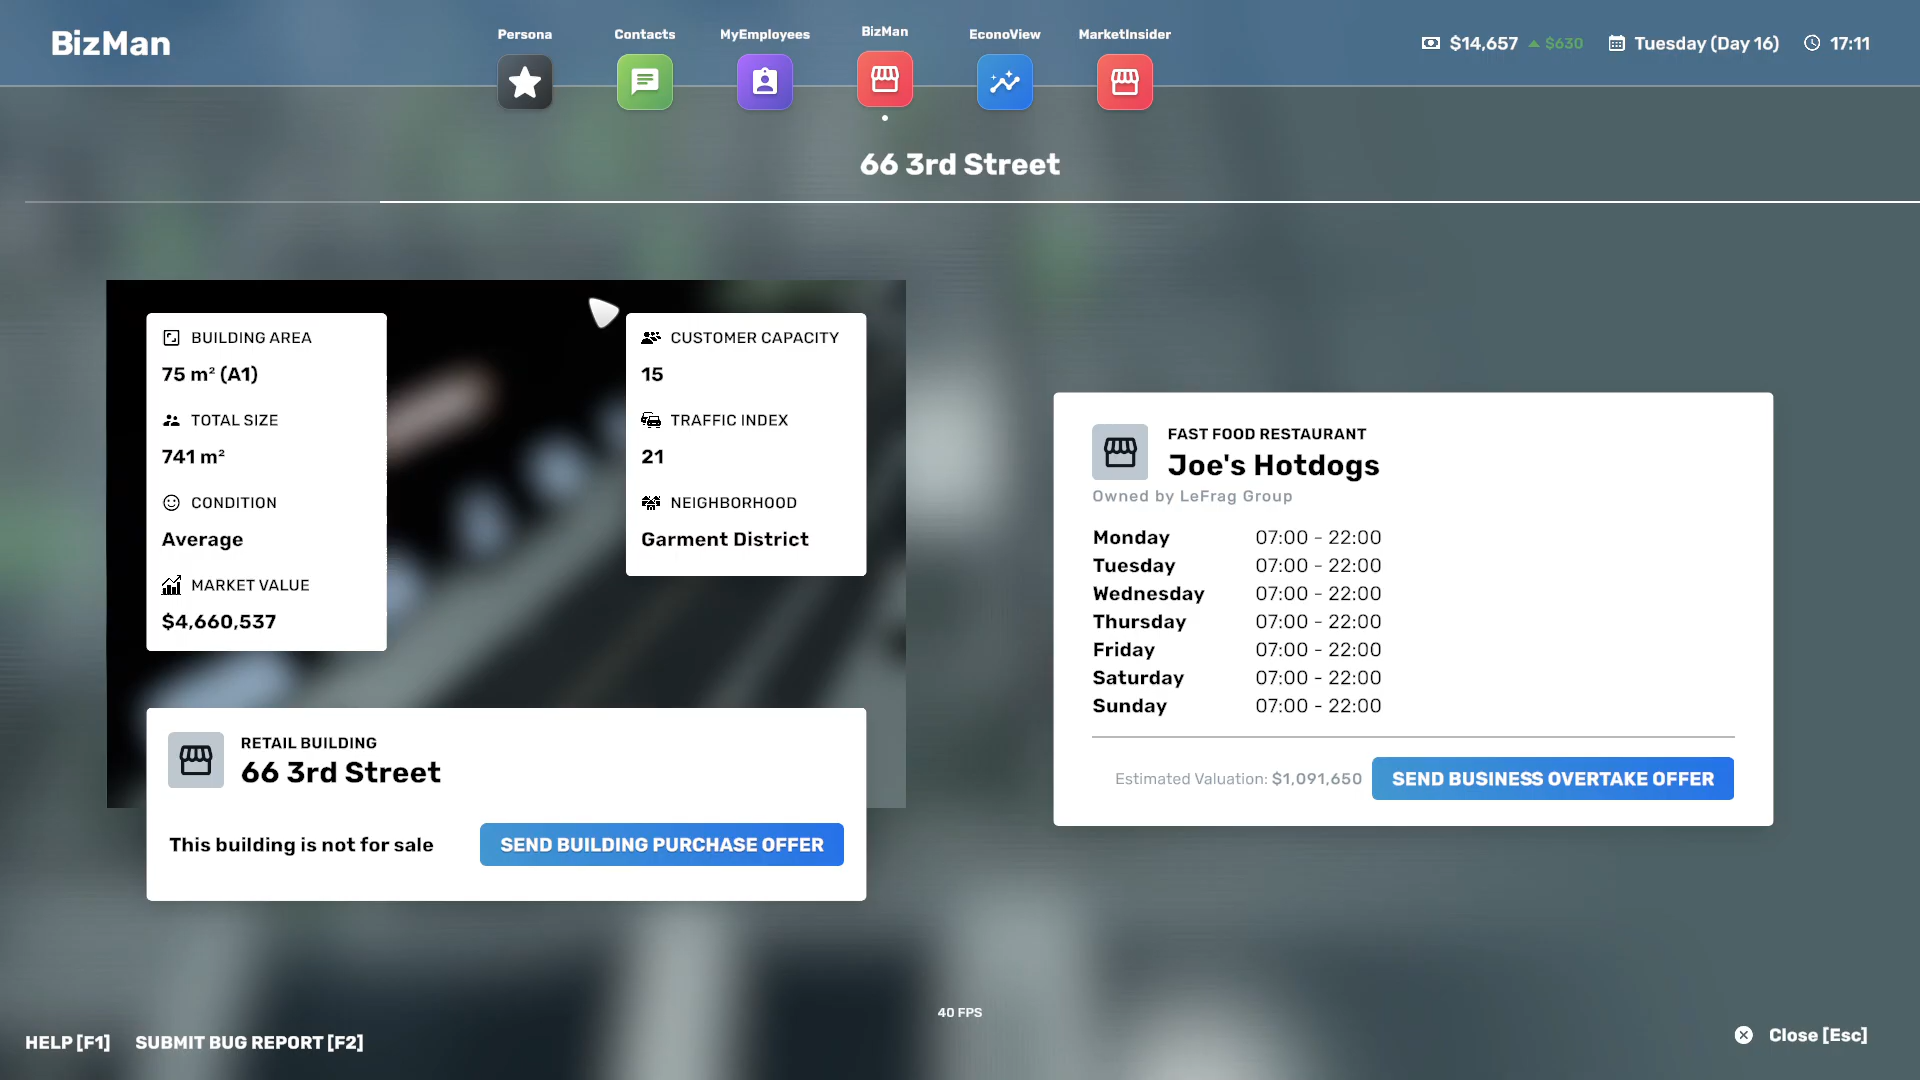 BizMan
Persona
Contacts
MyEmployees
BizMan
EconoView
MarketInsider
$14,657 $630
Tuesday (Day 16)
17:11
66 3rd Street
BUILDING AREA
75 m² (A1)
TOTAL SIZE
741 m²
CONDITION
Average
MARKET VALUE
$4,660,537
CUSTOMER CAPACITY
15
TRAFFIC INDEX
21
NEIGHBORHOOD
Garment District
RETAIL BUILDING
66 3rd Street
This building is not for sale
SEND BUILDING PURCHASE OFFER
FAST FOOD RESTAURANT
Joe's Hotdogs
Owned by LeFrag Group
Monday 07:00 - 22:00
Tuesday 07:00 - 22:00
Wednesday 07:00 - 22:00
Thursday 07:00 - 22:00
Friday 07:00 - 22:00
Saturday 07:00 - 22:00
Sunday 07:00 - 22:00
Estimated Valuation: $1,091,650
SEND BUSINESS OVERTAKE OFFER
40 FPS
HELP [F1]
SUBMIT BUG REPORT [F2]
Close [Esc]